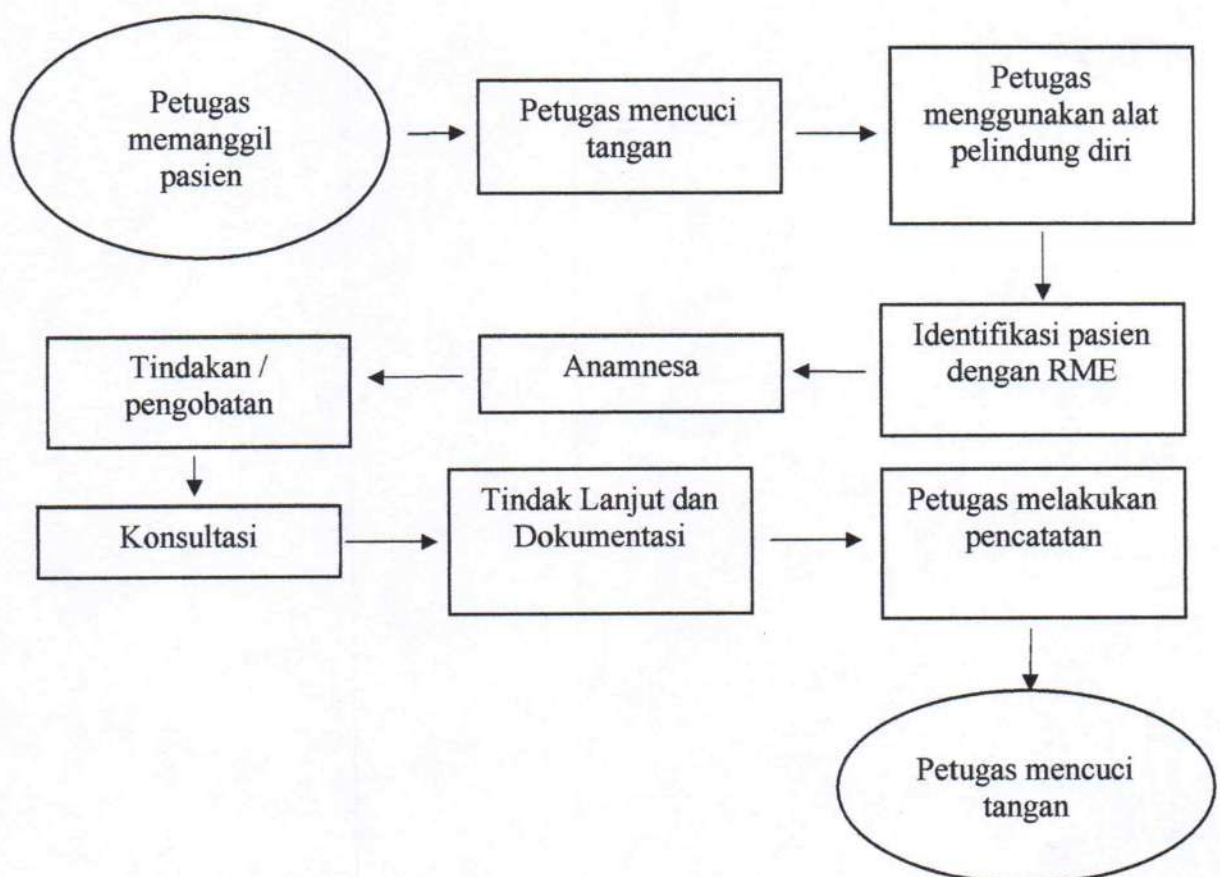 Petugas
memanggil
pasien
Petugas mencuci
tangan
Petugas
menggunakan alat
pelindung diri
Identifikasi pasien
dengan RME
Anamnesa
Tindakan /
pengobatan
Konsultasi
Tindak Lanjut dan
Dokumentasi
Petugas melakukan
pencatatan
Petugas mencuci
tangan